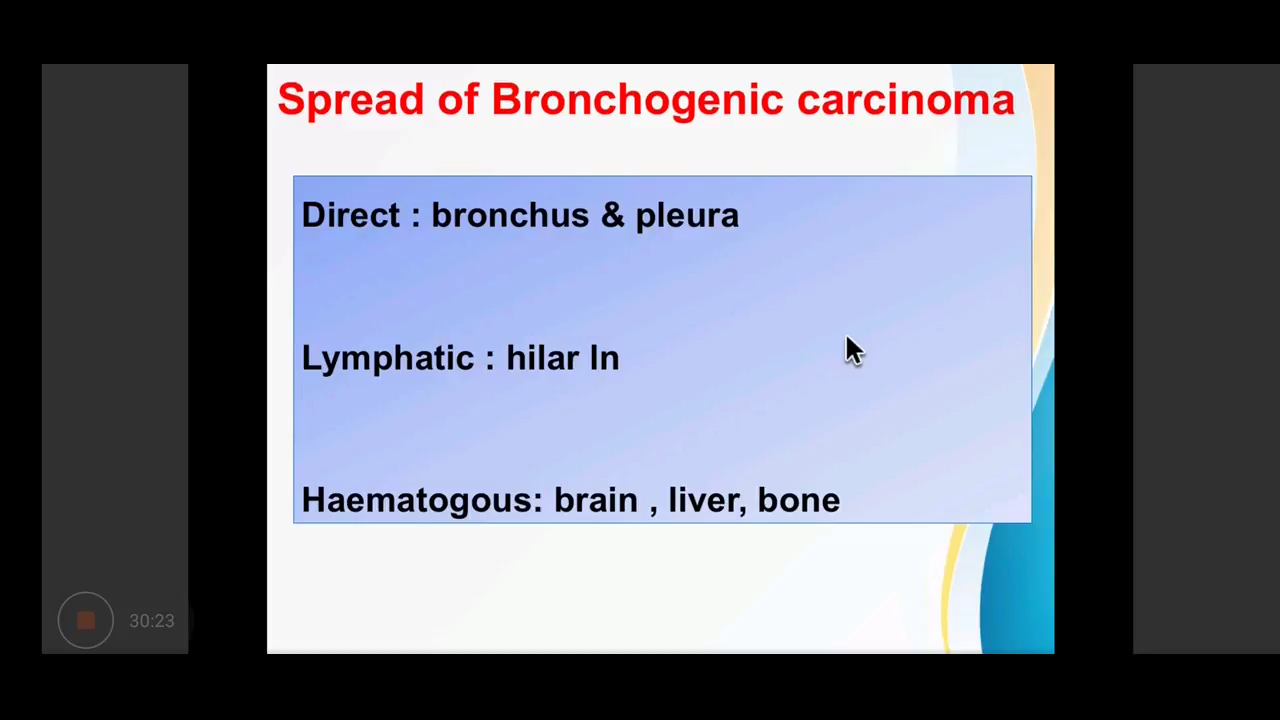 Spread of Bronchogenic carcinoma
Direct : bronchus & pleura
Lymphatic : hilar ln
Haematogous: brain , liver, bone
30:23